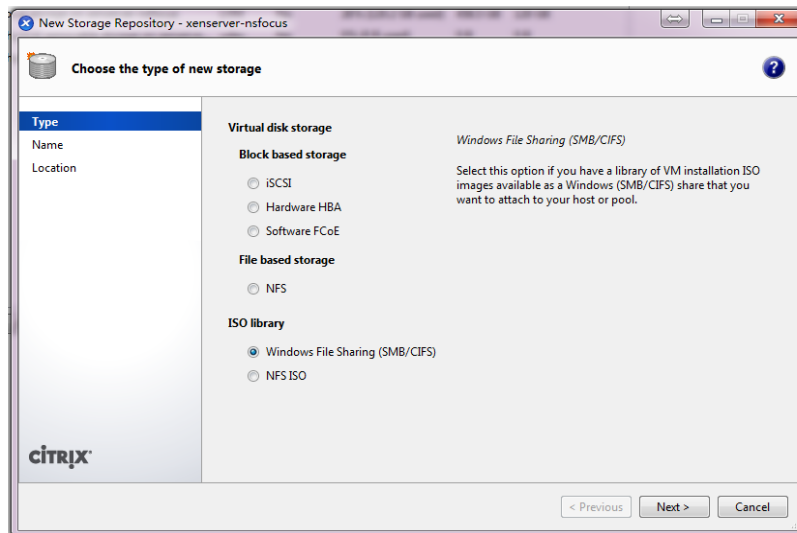 New Storage Repository - xenserver-nsfocus
Choose the type of new storage
Type
Name
Location
Virtual disk storage
Block based storage
iSCSI
Hardware HBA
Software FCoE
File based storage
NFS
ISO library
Windows File Sharing (SMB/CIFS)
NFS ISO
Windows File Sharing (SMB/CIFS)
Select this option if you have a library of VM installation ISO
images available as a Windows (SMB/CIFS) share that you
want to attach to your host or pool.
CITRIX
< Previous
Next >
Cancel